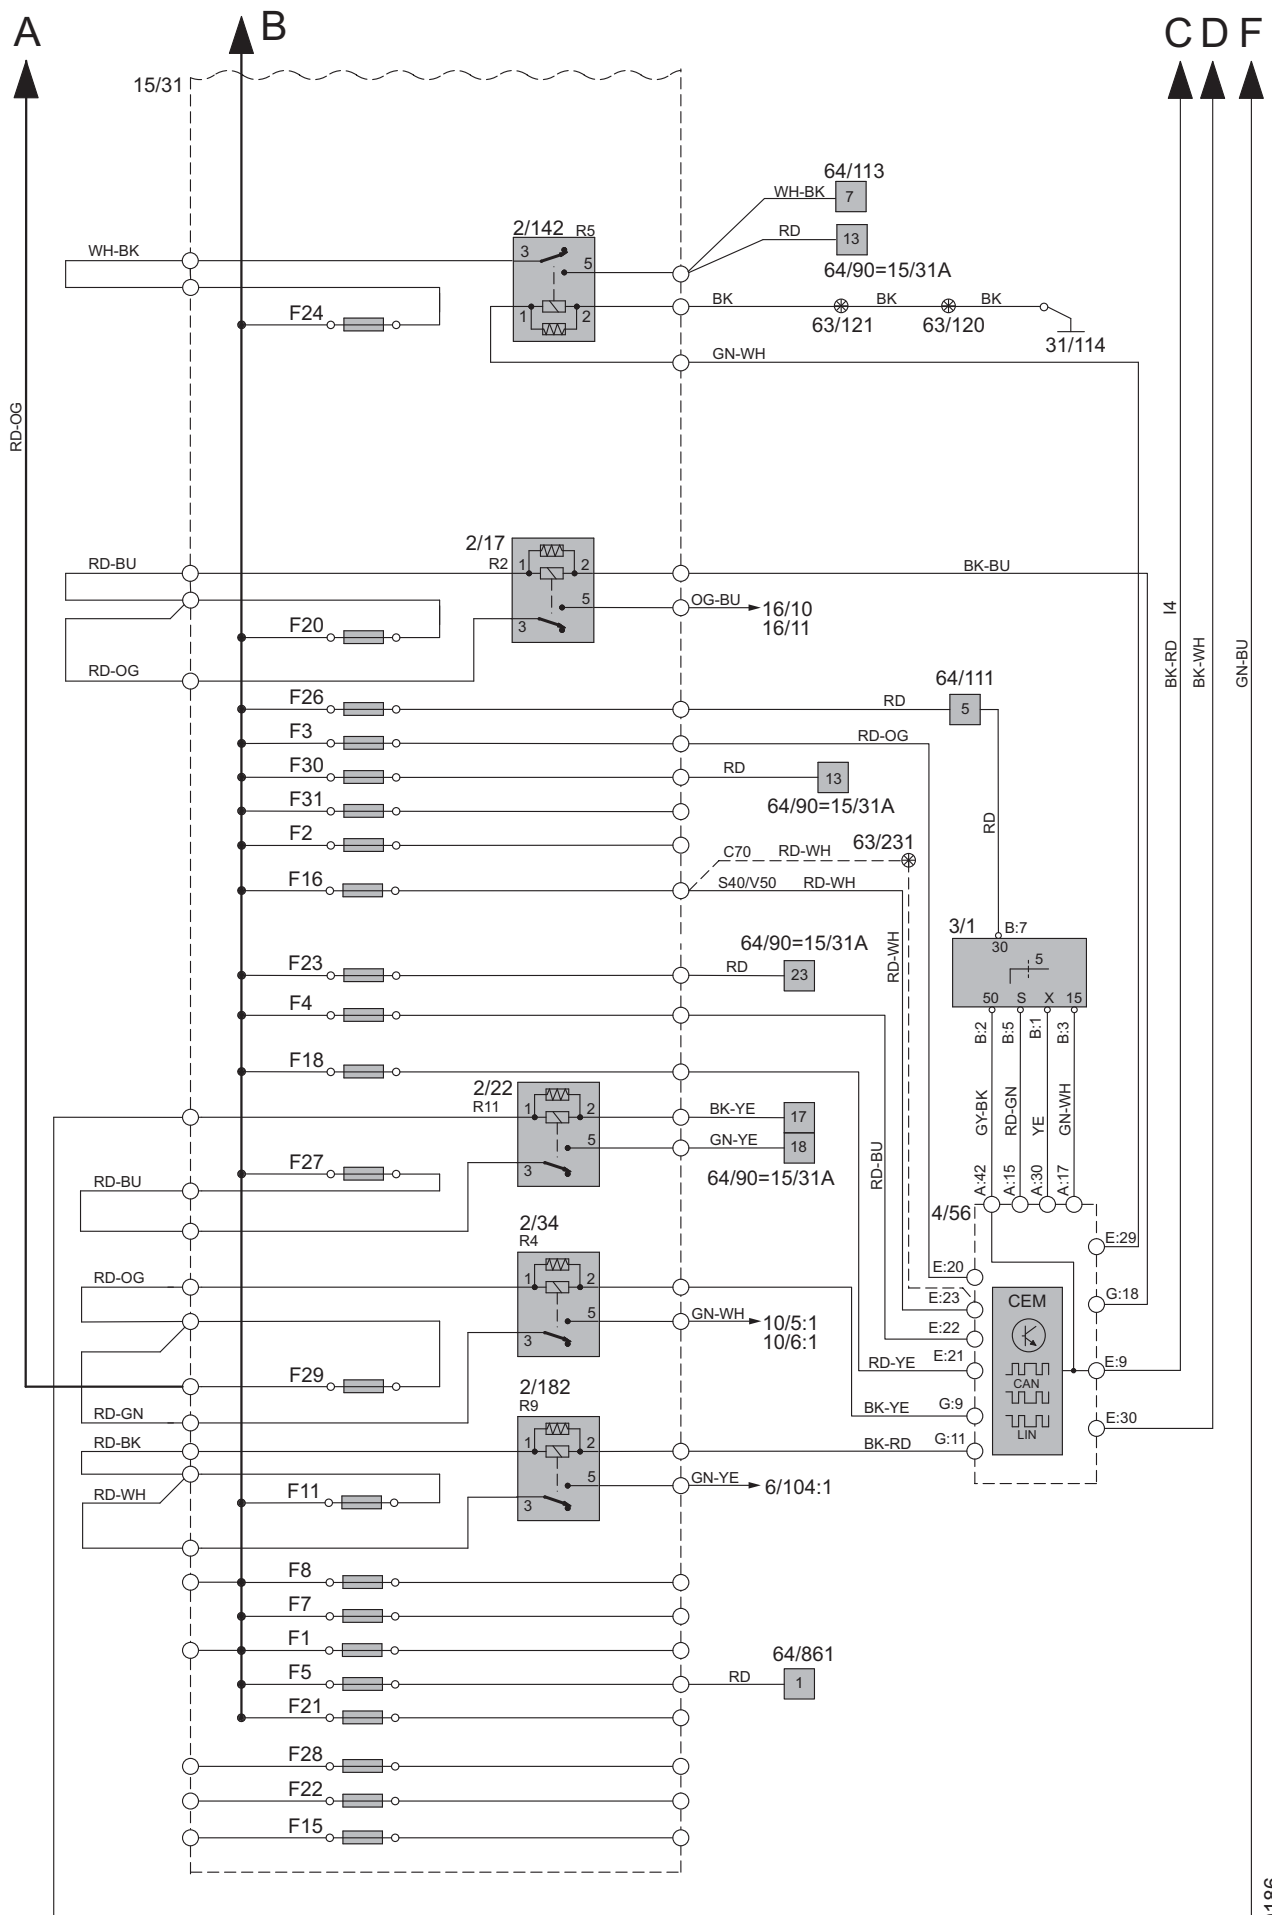 A
B
C D F
15/31
64/113
WH-BK
7
2/142 R5
RD
13
WH-BK
3
5
64/90=15/31A
F24
1
2
BK
BK
BK
63/121
63/120
31/114
GN-WH
RD-OG
2/17
RD-BU
R2
1
2
BK-BU
5
OG-BU
16/10
16/11
F20
3
I4
RD-OG
BK-RD
BK-WH
GN-BU
F26
RD
64/111
5
F3
RD-OG
F30
RD
13
F31
64/90=15/31A
RD
F2
63/231
C70
RD-WH
F16
S40/V50
RD-WH
3/1
B:7
30
64/90=15/31A
RD-WH
5
F23
RD
23
50
S
X
15
F4
B:2
B:5
B:1
B:3
F18
2/22
R11
1
2
BK-YE
17
GY-BK
RD-GN
YE
GN-WH
5
GN-YE
18
F27
3
RD-BU
RD-BU
64/90=15/31A
A:42
A:15
A:30
A:17
4/56
2/34
R4
E:29
RD-OG
1
2
E:20
5
GN-WH
10/5:1
10/6:1
E:23
CEM
G:18
3
E:22
F29
RD-YE
E:21
E:9
CAN
2/182
R9
RD-GN
BK-YE
G:9
LIN
E:30
RD-BK
1
2
BK-RD
G:11
5
GN-YE
6/104:1
RD-WH
F11
3
F8
F7
F1
64/861
F5
RD
1
F21
F28
F22
F15